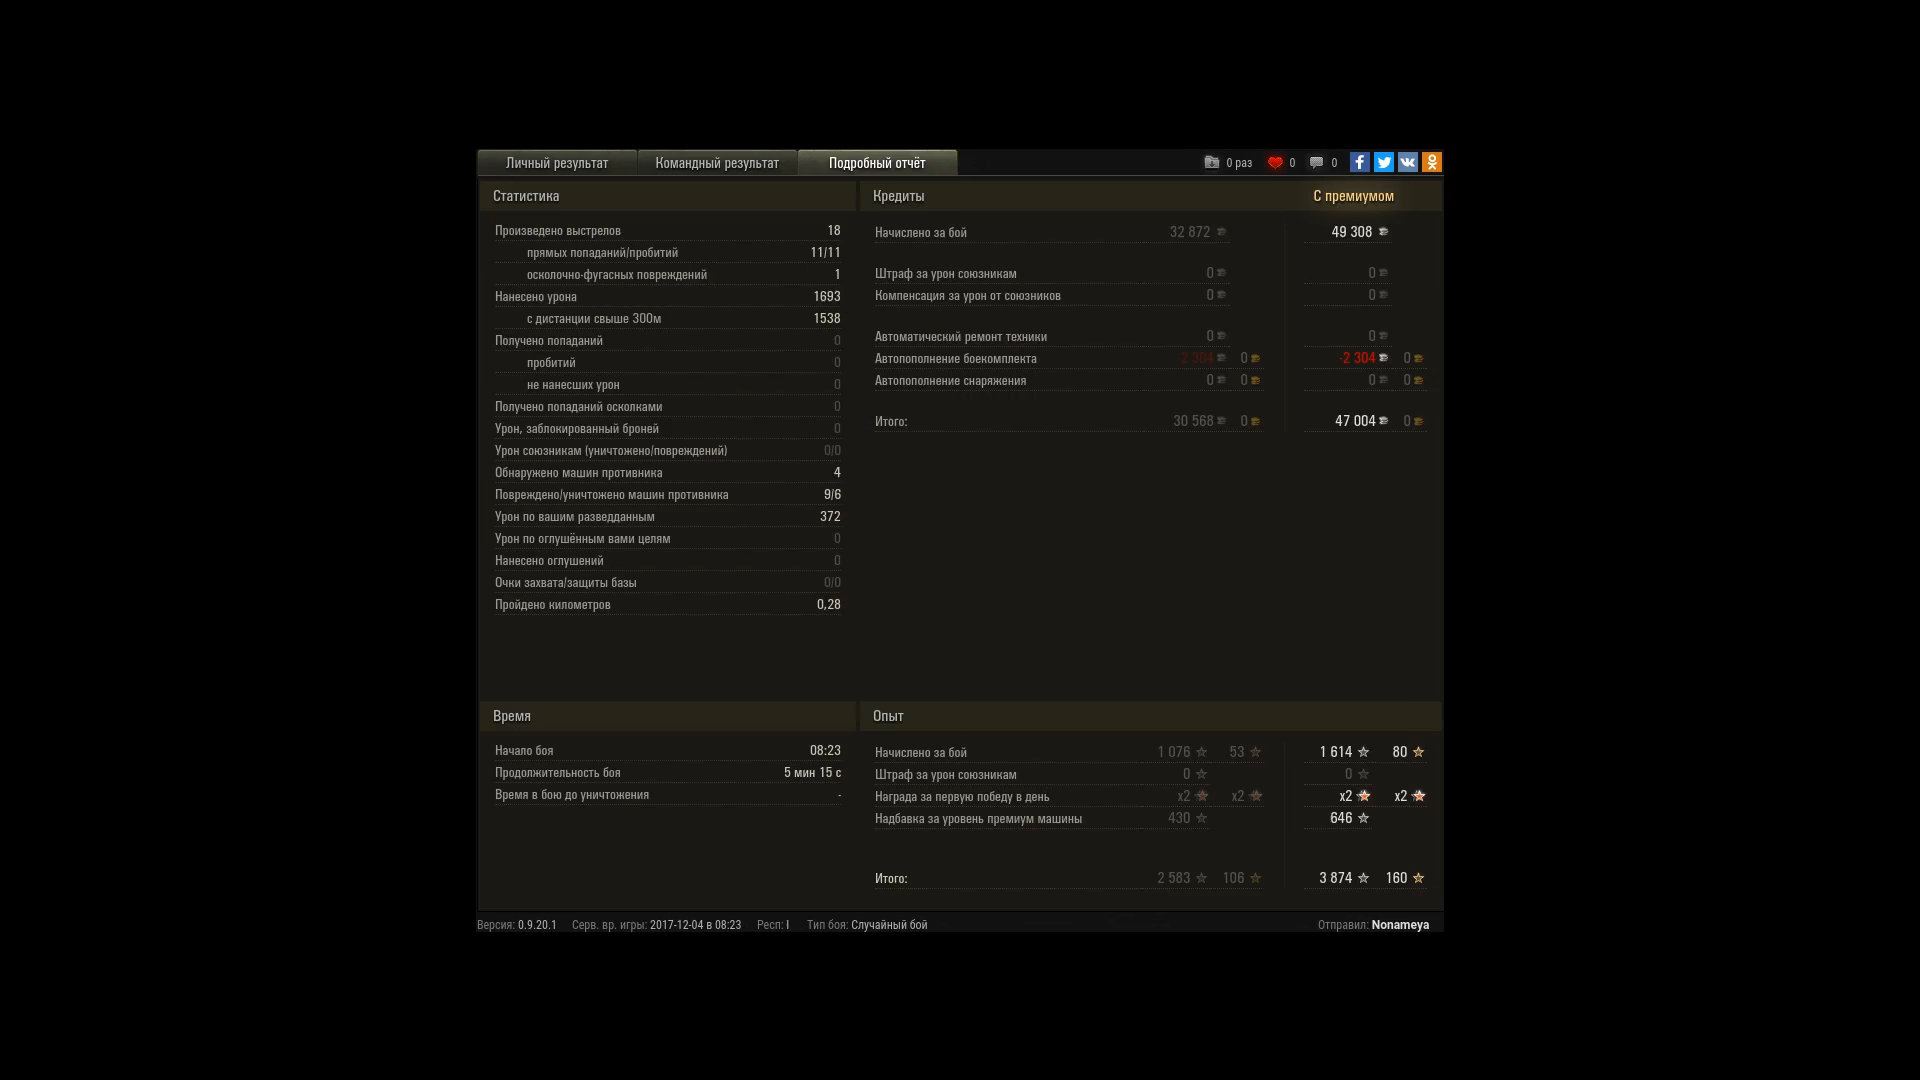 Личный результат Командный результат Подробный отчёт 0 раз 0 0
Статистика
Произведено выстрелов 18
прямых попаданий/пробитий 11/11
осколочно-фугасных повреждений 1
Нанесено урона 1693
с дистанции свыше 300м 1538
Получено попаданий 0
пробитий 0
не нанесших урон 0
Получено попаданий осколками 0
Урон, заблокированный броней 0
Урон союзникам (уничтожено/повреждений) 0/0
Обнаружено машин противника 4
Повреждено/уничтожено машин противника 9/6
Урон по вашим разведданным 372
Урон по оглушённым вами целям 0
Нанесено оглушений 0
Очки захвата/защиты базы 0/0
Пройдено километров 0,28
Кредиты С премиумом
Начислено за бой 32 872 49 308
Штраф за урон союзникам 0 0
Компенсация за урон от союзников 0 0
Автоматический ремонт техники 0 0
Автопополнение боекомплекта -2 304 0 -2 304 0
Автопополнение снаряжения 0 0 0 0
Итого: 30 568 0 47 004 0
Время
Начало боя 08:23
Продолжительность боя 5 мин 15 с
Время в бою до уничтожения -
Опыт
Начислено за бой 1 076 53 1 614 80
Штраф за урон союзникам 0 0
Награда за первую победу в день x2 x2 x2 x2
Надбавка за уровень премиум машины 430 646
Итого: 2 583 106 3 874 160
Версия: 0.9.20.1 Серв. вр. игры: 2017-12-04 в 08:23 Респ: I Тип боя: Случайный бой Отправил: Nonameya